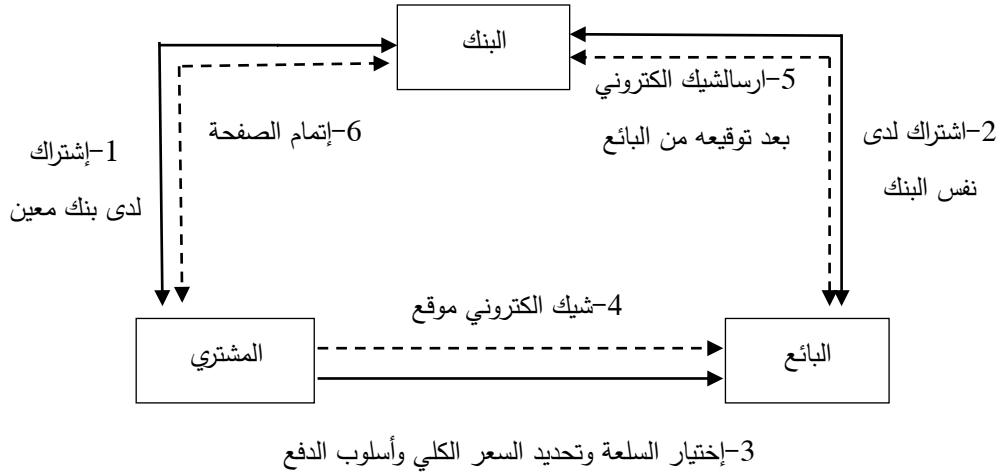 البنك
5-ارسالشيك الكتروني
بعد توقيعه من البائع
2-اشتراك لدى
نفس البنك
6-إتمام الصفحة
1-إشتراك
لدى بنك معين
4-شيك الكتروني موقع
البائع
المشتري
3-إختيار السلعة وتحديد السعر الكلي وأسلوب الدفع